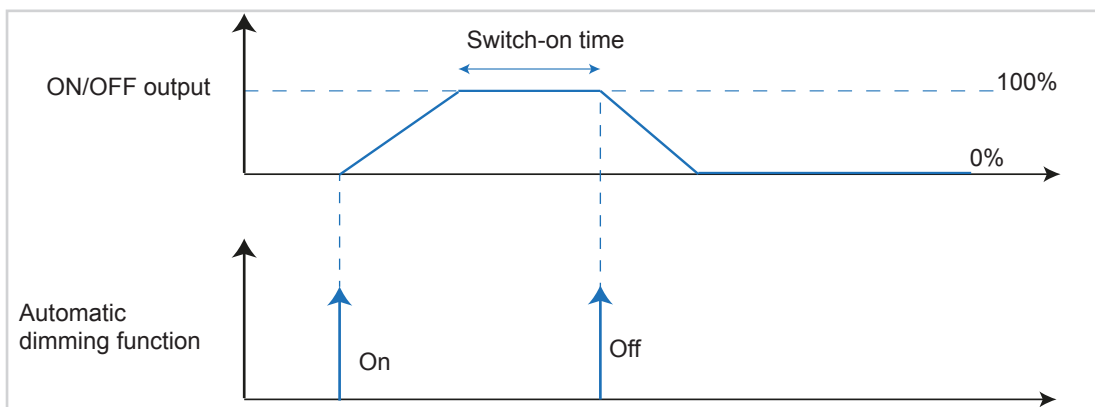 Switch-on time
ON/OFF output
100%
0%
Automatic
dimming function
On
Off